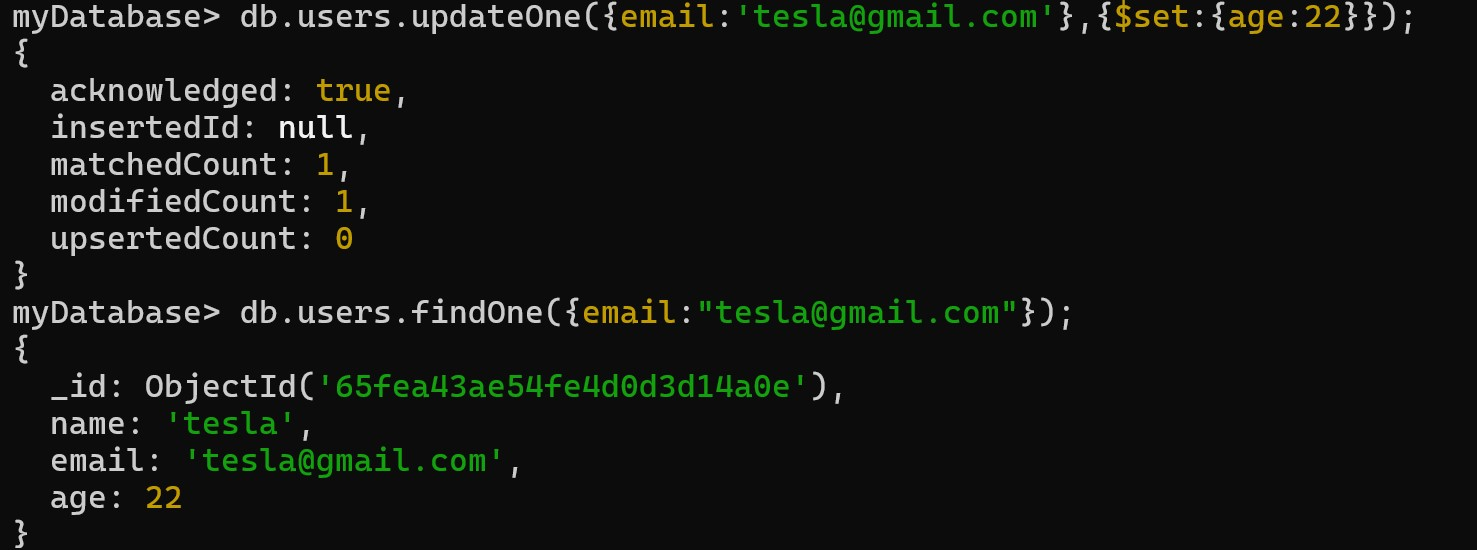 myDatabase> db.users.updateOne({email:'tesla@gmail.com'},{$set:{age:22}});
{
  acknowledged: true,
  insertedId: null,
  matchedCount: 1,
  modifiedCount: 1,
  upsertedCount: 0
}
myDatabase> db.users.findOne({email:"tesla@gmail.com"});
{
  _id: ObjectId('65fea43ae54fe4d0d3d14a0e'),
  name: 'tesla',
  email: 'tesla@gmail.com',
  age: 22
}